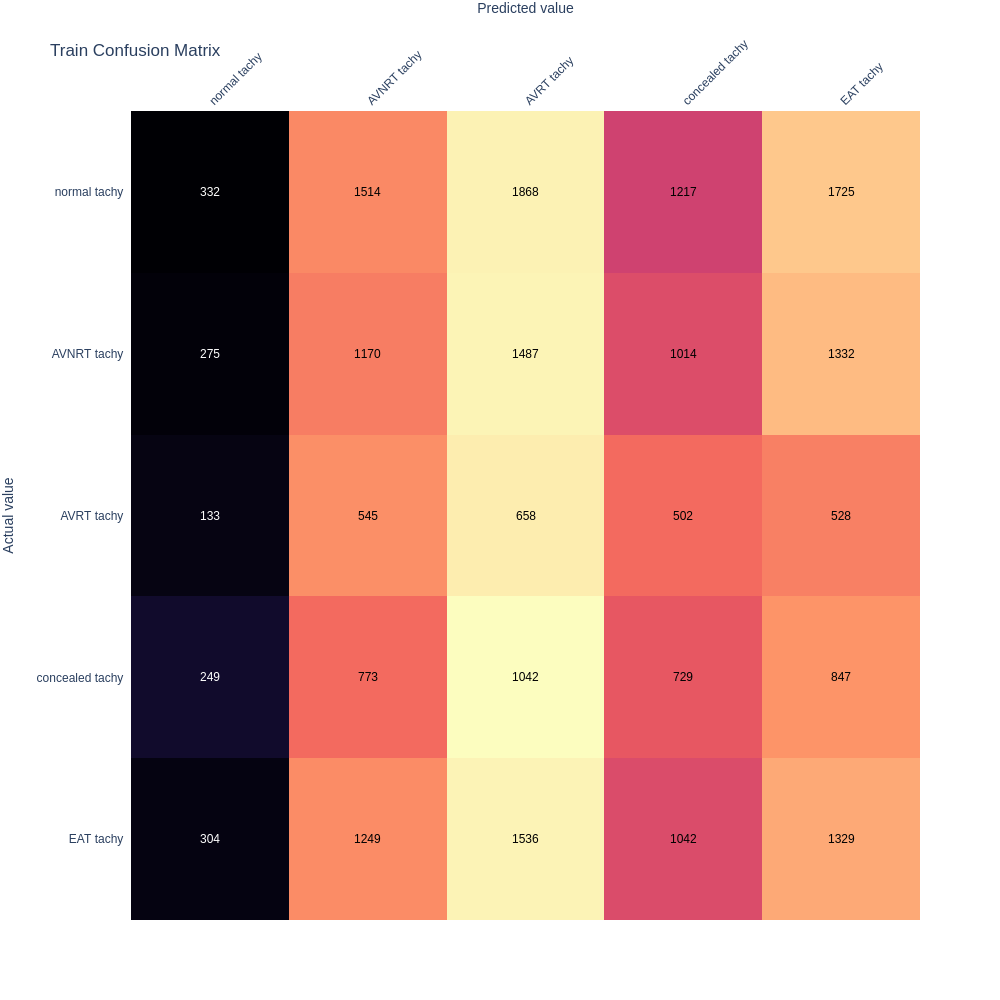 Predicted value
Train Confusion Matrix
normal tachy
AVNRT tachy
AVRT tachy
concealed tachy
EAT tachy
Actual value
normal tachy 332 1514 1868 1217 1725
AVNRT tachy 275 1170 1487 1014 1332
AVRT tachy 133 545 658 502 528
concealed tachy 249 773 1042 729 847
EAT tachy 304 1249 1536 1042 1329